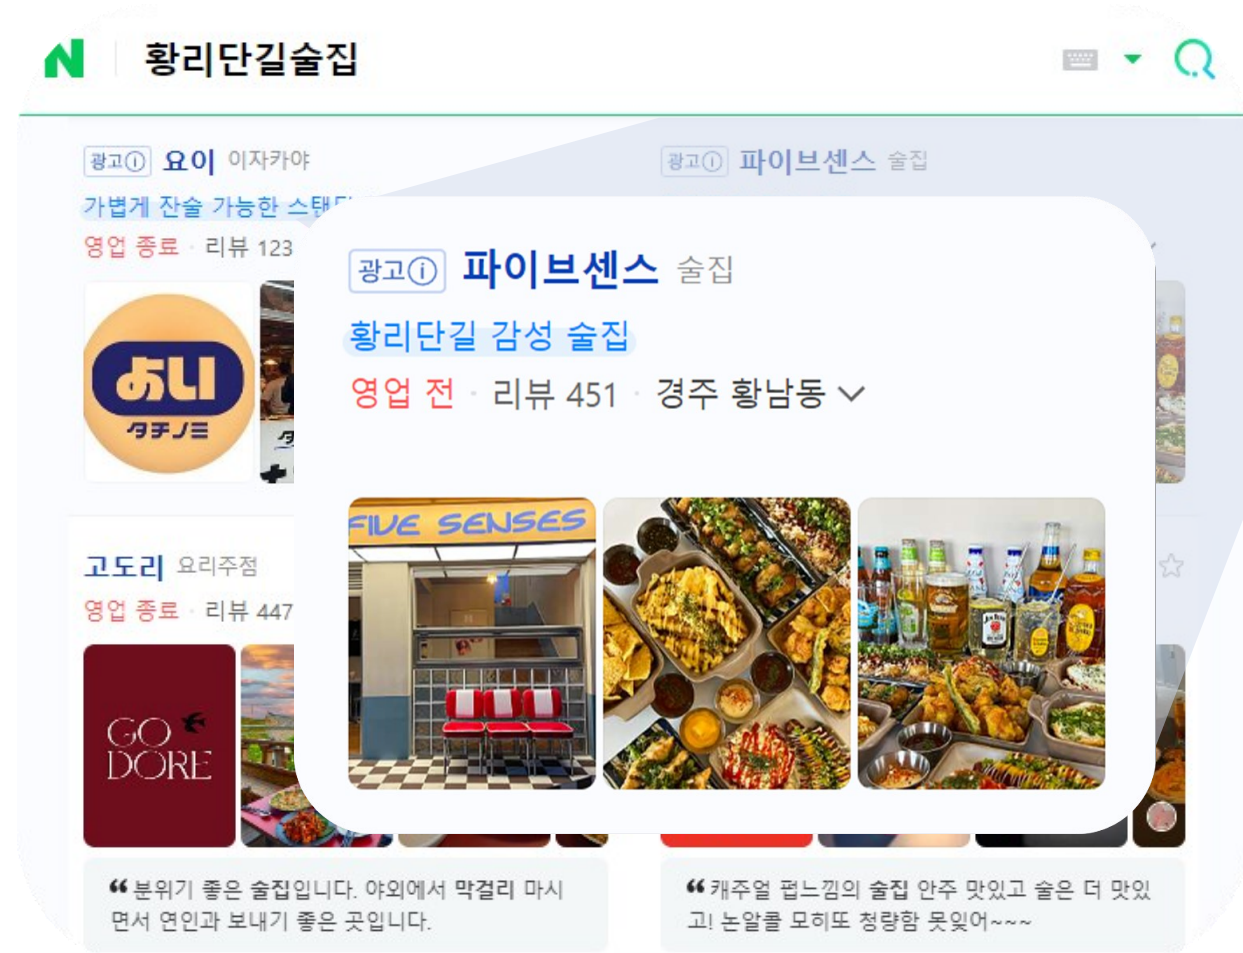 황리단길술집
광고 요이 이자카야
가볍게 잔술 가능한
영업 종료 · 리뷰 123
よい
タチノミ
광고 파이브센스 술집
광고 파이브센스 술집
황리단길 감성 술집
영업 전 · 리뷰 451 · 경주 황남동
FIVE SENSES
고도리 요리주점
영업 종료 · 리뷰 447
GO
DORE
“분위기 좋은 술집입니다. 야외에서 막걸리 마시
면서 연인과 보내기 좋은 곳입니다.
“캐주얼 펍느낌의 술집 안주 맛있고 술은 더 맛있
고! 논알콜 모히또 청량함 못잊어~~~